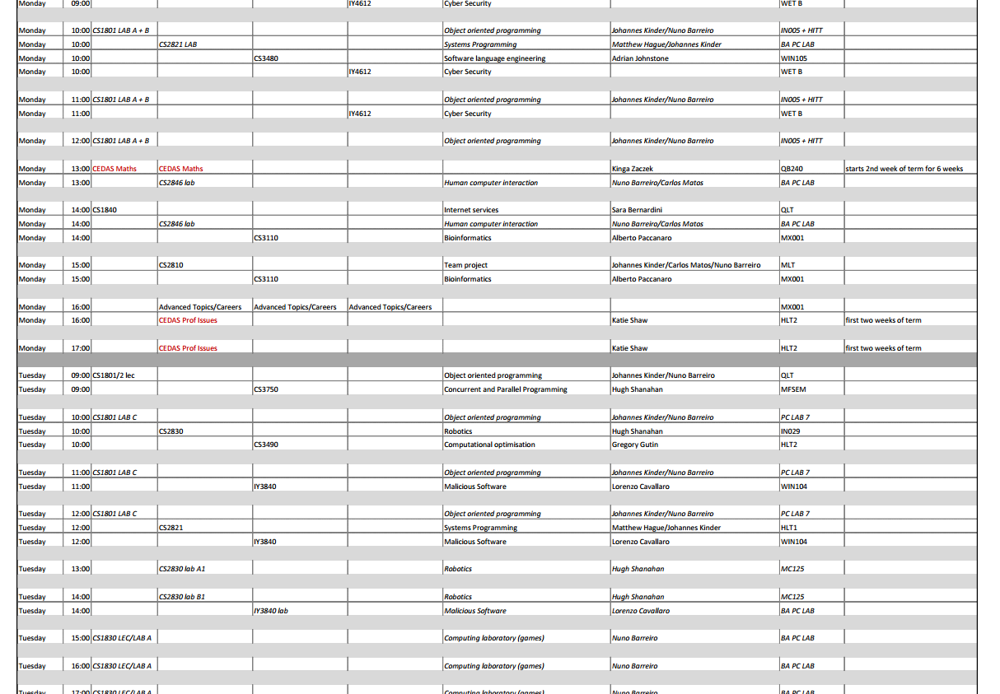 Monday 09:00 IY4612 Cyber Security WET B
Monday 10:00 CS1801 LAB A + B Object oriented programming Johannes Kinder/Nuno Barreiro IN005 + HITT
Monday 10:00 CS2821 LAB Systems Programming Matthew Hague/Johannes Kinder BA PC LAB
Monday 10:00 CS3480 Software language engineering Adrian Johnstone WIN105
Monday 10:00 IY4612 Cyber Security WET B
Monday 11:00 CS1801 LAB A + B Object oriented programming Johannes Kinder/Nuno Barreiro IN005 + HITT
Monday 11:00 IY4612 Cyber Security WET B
Monday 12:00 CS1801 LAB A + B Object oriented programming Johannes Kinder/Nuno Barreiro IN005 + HITT
Monday 13:00 CEDAS Maths CEDAS Maths Kinga Zaczek QB240 starts 2nd week of term for 6 weeks
Monday 13:00 CS2846 lab Human computer interaction Nuno Barreiro/Carlos Matos BA PC LAB
Monday 14:00 CS1840 Internet services Sara Bernardini QLT
Monday 14:00 CS2846 lab Human computer interaction Nuno Barreiro/Carlos Matos BA PC LAB
Monday 14:00 CS3110 Bioinformatics Alberto Paccanaro MX001
Monday 15:00 CS2810 Team project Johannes Kinder/Carlos Matos/Nuno Barreiro MLT
Monday 15:00 CS3110 Bioinformatics Alberto Paccanaro MX001
Monday 16:00 Advanced Topics/Careers Advanced Topics/Careers Advanced Topics/Careers MX001
Monday 16:00 CEDAS Prof Issues Katie Shaw HLT2 first two weeks of term
Monday 17:00 CEDAS Prof Issues Katie Shaw HLT2 first two weeks of term
Tuesday 09:00 CS1801/2 lec Object oriented programming Johannes Kinder/Nuno Barreiro QLT
Tuesday 09:00 CS3750 Concurrent and Parallel Programming Hugh Shanahan MFSEM
Tuesday 10:00 CS1801 LAB C Object oriented programming Johannes Kinder/Nuno Barreiro PC LAB 7
Tuesday 10:00 CS2830 Robotics Hugh Shanahan IN029
Tuesday 10:00 CS3490 Computational optimisation Gregory Gutin HLT2
Tuesday 11:00 CS1801 LAB C Object oriented programming Johannes Kinder/Nuno Barreiro PC LAB 7
Tuesday 11:00 IY3840 Malicious Software Lorenzo Cavallaro WIN104
Tuesday 12:00 CS1801 LAB C Object oriented programming Johannes Kinder/Nuno Barreiro PC LAB 7
Tuesday 12:00 CS2821 Systems Programming Matthew Hague/Johannes Kinder HLT1
Tuesday 12:00 IY3840 Malicious Software Lorenzo Cavallaro WIN104
Tuesday 13:00 CS2830 lab A1 Robotics Hugh Shanahan MC125
Tuesday 14:00 CS2830 lab B1 Robotics Hugh Shanahan MC125
Tuesday 14:00 IY3840 lab Malicious Software Lorenzo Cavallaro BA PC LAB
Tuesday 15:00 CS1830 LEC/LAB A Computing laboratory (games) Nuno Barreiro BA PC LAB
Tuesday 16:00 CS1830 LEC/LAB A Computing laboratory (games) Nuno Barreiro BA PC LAB
Tuesday 17:00 CS1830 LEC/LAB A Computing laboratory (games) Nuno Barreiro BA PC LAB